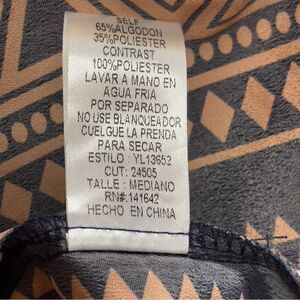 SELF
65%ALGODON
35%POLIESTER
CONTRAST
100%POLIESTER
LAVAR A MANO EN
AGUA FRIA
POR SEPARADO
NO USE BLANQUEADOR
CUELGUE LA PRENDA
PARA SECAR
ESTILO : YL13652
CUT: 24505
TALLE : MEDIANO
RN#.141642
HECHO EN CHINA